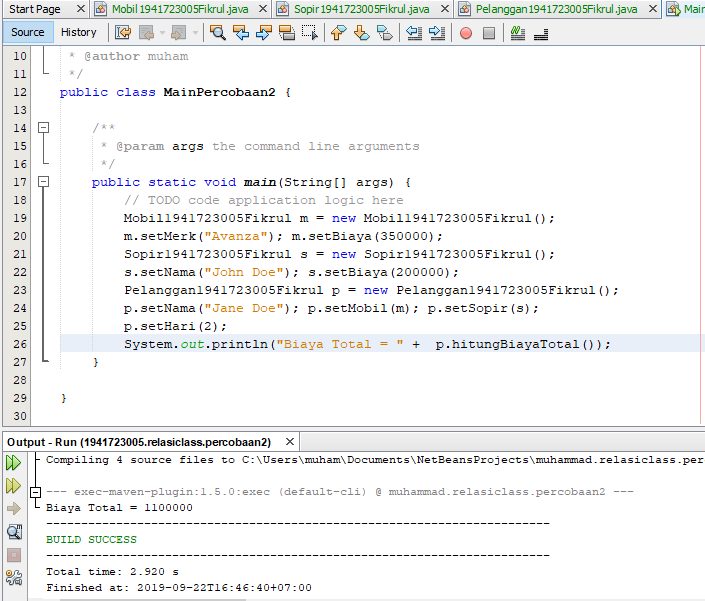 Start Page Mobil1941723005Fikrul.java Sopir1941723005Fikrul.java Pelanggan1941723005Fikrul.java Main
Source History
10 * @author muham
11 */
12 public class MainPercobaan2 {
13
14 /**
15 * @param args the command line arguments
16 */
17 public static void main(String[] args) {
18 // TODO code application logic here
19 Mobil1941723005Fikrul m = new Mobil1941723005Fikrul();
20 m.setMerk("Avanza"); m.setBiaya(350000);
21 Sopir1941723005Fikrul s = new Sopir1941723005Fikrul();
22 s.setNama("John Doe"); s.setBiaya(200000);
23 Pelanggan1941723005Fikrul p = new Pelanggan1941723005Fikrul();
24 p.setNama("Jane Doe"); p.setMobil(m); p.setSopir(s);
25 p.setHari(2);
26 System.out.println("Biaya Total = " + p.hitungBiayaTotal());
27 }
28
29 }
30
Output - Run (1941723005.relasiclass.percobaan2)
Compiling 4 source files to C:\Users\muham\Documents\NetBeansProjects\muhammad.relasiclass.per
--- exec-maven-plugin:1.5.0:exec (default-cli) @ muhammad.relasiclass.percobaan2 ---
Biaya Total = 1100000
------------------------------------------------------------------------
BUILD SUCCESS
------------------------------------------------------------------------
Total time: 2.920 s
Finished at: 2019-09-22T16:46:40+07:00